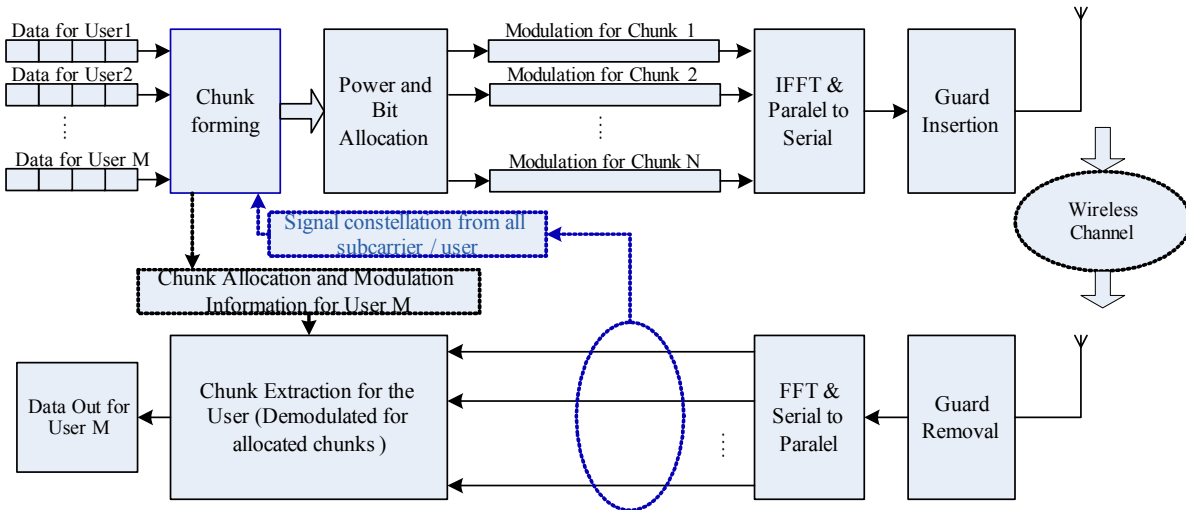 Data for User1
Data for User2
Data for User M
Chunk
forming
Power and
Bit
Allocation
Modulation for Chunk 1
Modulation for Chunk 2
Modulation for Chunk N
IFFT &
Paralel to
Serial
Guard
Insertion
Wireless
Channel
Signal constellation from all
subcarrier / user
Chunk Allocation and Modulation
Information for User M
Data Out for
User M
Chunk Extraction for the
User (Demodulated for
allocated chunks )
FFT &
Serial to
Paralel
Guard
Removal